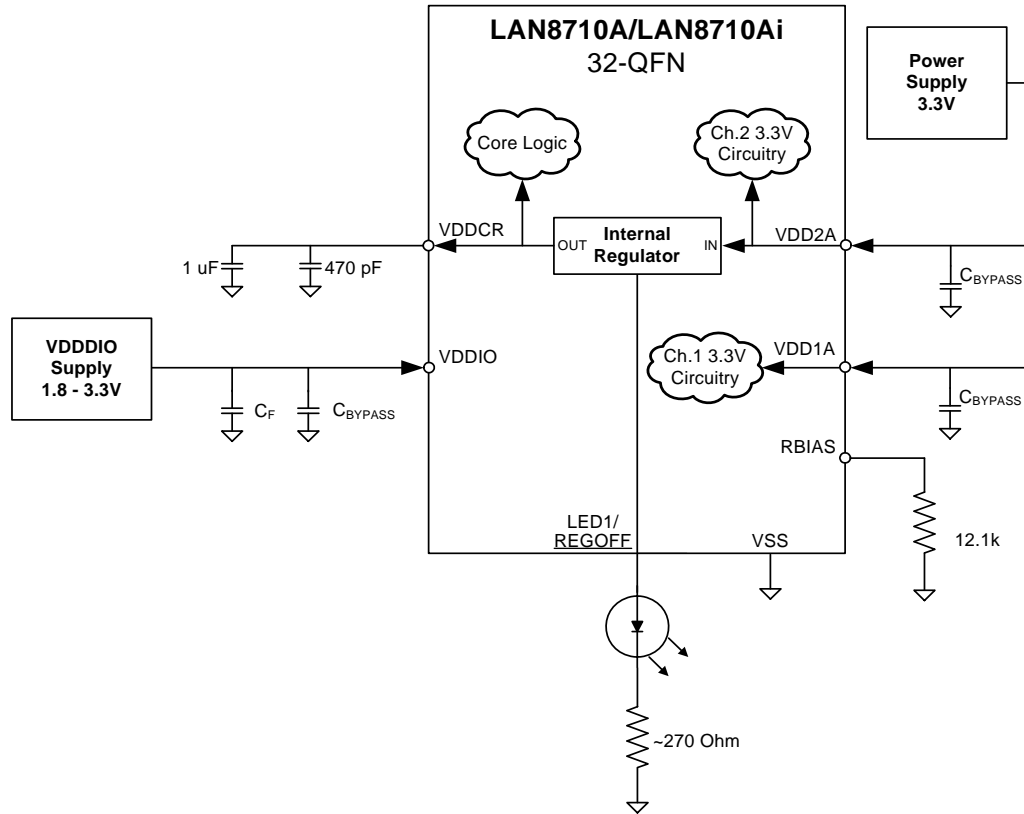 LAN8710A/LAN8710Ai
32-QFN
Power
Supply
3.3V
Core Logic
Ch.2 3.3V
Circuitry
VDDCR
OUT
Internal
Regulator
IN
VDD2A
1 uF
470 pF
CBYPASS
VDDDIO
Supply
1.8 - 3.3V
VDDIO
Ch.1 3.3V
Circuitry
VDD1A
CF
CBYPASS
CBYPASS
RBIAS
12.1k
LED1/
REGOFF
VSS
~270 Ohm